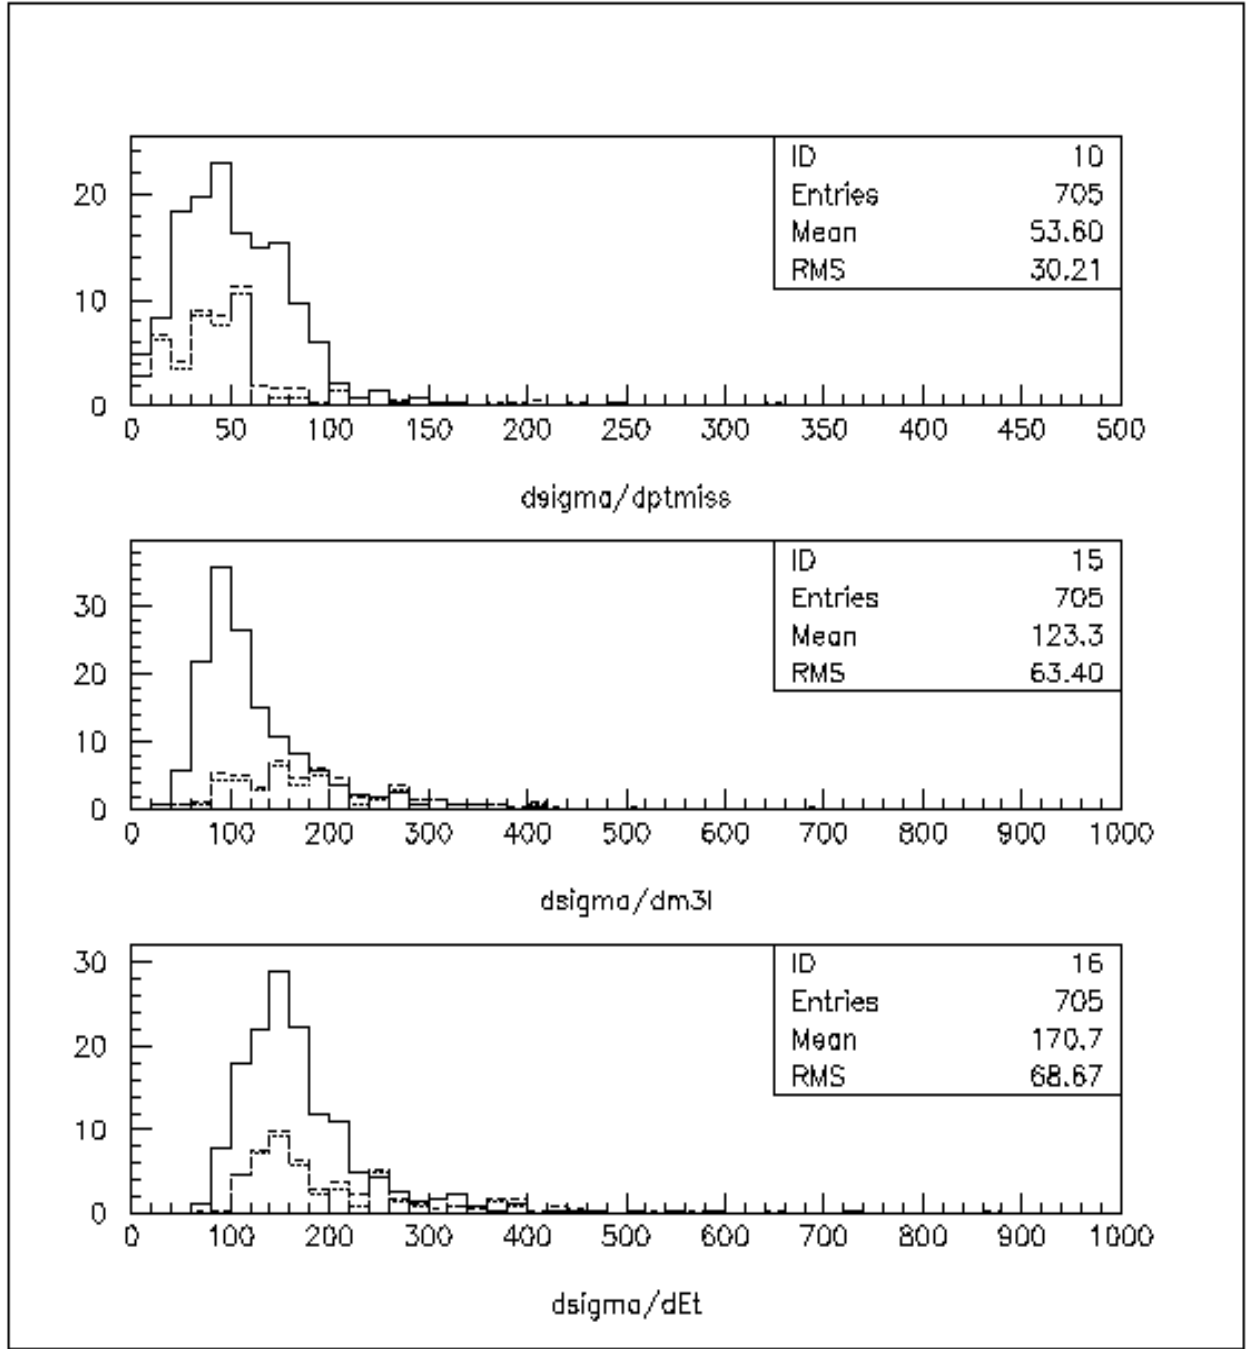 ID 10
Entries 705
Mean 53.60
RMS 30.21
20
10
0
0 50 100 150 200 250 300 350 400 450 500
dsigma/dptmiss
ID 15
Entries 705
Mean 123.3
RMS 63.40
30
20
10
0
0 100 200 300 400 500 600 700 800 900 1000
dsigma/dm3l
ID 16
Entries 705
Mean 170.7
RMS 68.67
30
20
10
0
0 100 200 300 400 500 600 700 800 900 1000
dsigma/dEt